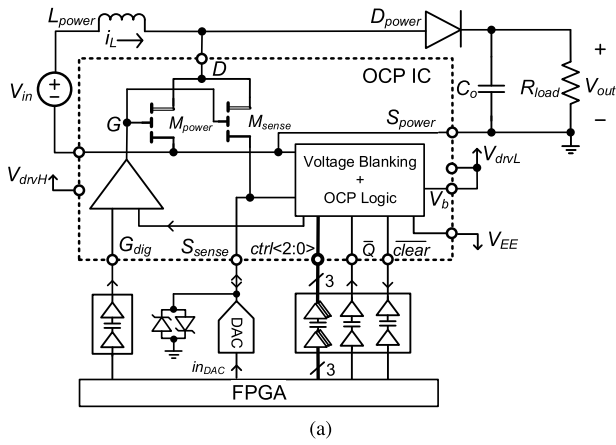 L_power
i_L
D_power
V_in
D
OCP IC
C_o
R_load
V_out
+
−
G
M_power
M_sense
S_power
V_drvH
Voltage Blanking
+
OCP Logic
V_drvL
V_b
V_EE
G_dig
S_sense
ctrl<2:0>
Q̅
c̅l̅e̅a̅r̅
3
DAC
in_DAC
3
FPGA
(a)